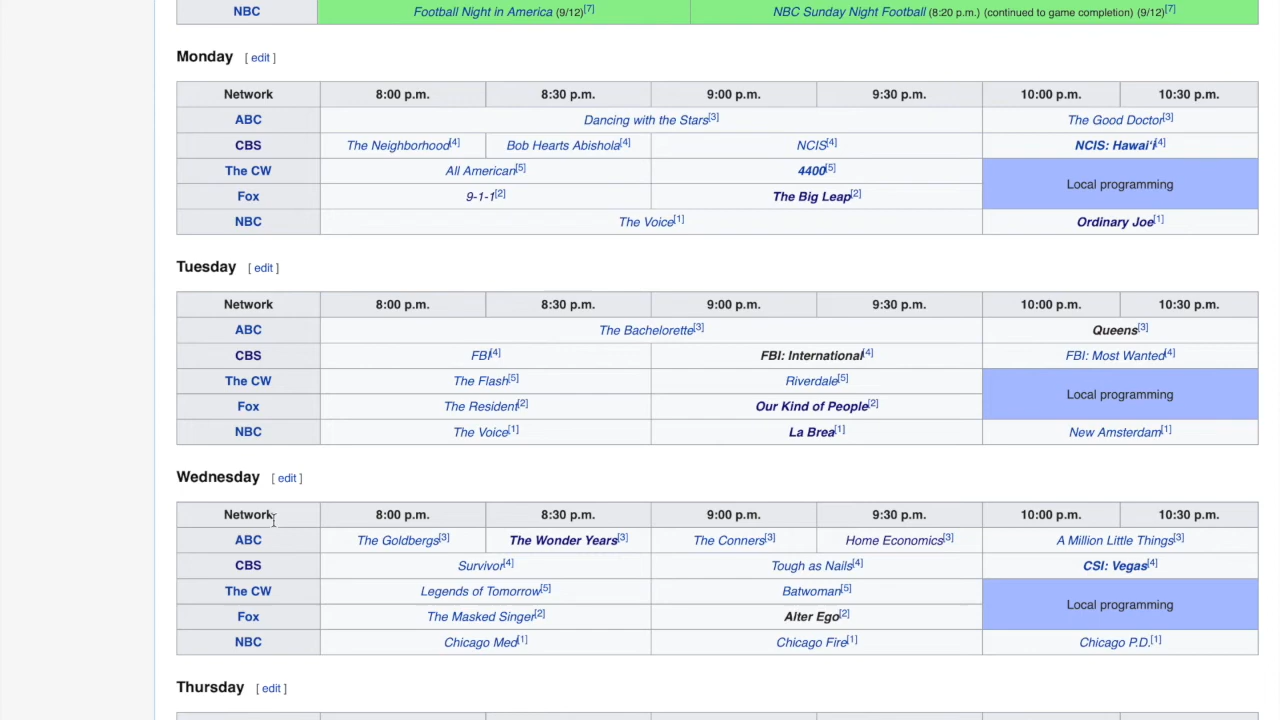 NBC Football Night in America (9/12)[7] NBC Sunday Night Football (8:20 p.m.) (continued to game completion) (9/12)[7]
Monday [ edit ]
Network 8:00 p.m. 8:30 p.m. 9:00 p.m. 9:30 p.m. 10:00 p.m. 10:30 p.m.
ABC Dancing with the Stars[3] The Good Doctor[3]
CBS The Neighborhood[4] Bob Hearts Abishola[4] NCIS[4] NCIS: Hawai'i[4]
The CW All American[5] 4400[5] Local programming
Fox 9-1-1[2] The Big Leap[2]
NBC The Voice[1] Ordinary Joe[1]
Tuesday [ edit ]
Network 8:00 p.m. 8:30 p.m. 9:00 p.m. 9:30 p.m. 10:00 p.m. 10:30 p.m.
ABC The Bachelorette[3] Queens[3]
CBS FBI[4] FBI: International[4] FBI: Most Wanted[4]
The CW The Flash[5] Riverdale[5] Local programming
Fox The Resident[2] Our Kind of People[2]
NBC The Voice[1] La Brea[1] New Amsterdam[1]
Wednesday [ edit ]
Network 8:00 p.m. 8:30 p.m. 9:00 p.m. 9:30 p.m. 10:00 p.m. 10:30 p.m.
ABC The Goldbergs[3] The Wonder Years[3] The Conners[3] Home Economics[3] A Million Little Things[3]
CBS Survivor[4] Tough as Nails[4] CSI: Vegas[4]
The CW Legends of Tomorrow[5] Batwoman[5] Local programming
Fox The Masked Singer[2] Alter Ego[2]
NBC Chicago Med[1] Chicago Fire[1] Chicago P.D.[1]
Thursday [ edit ]